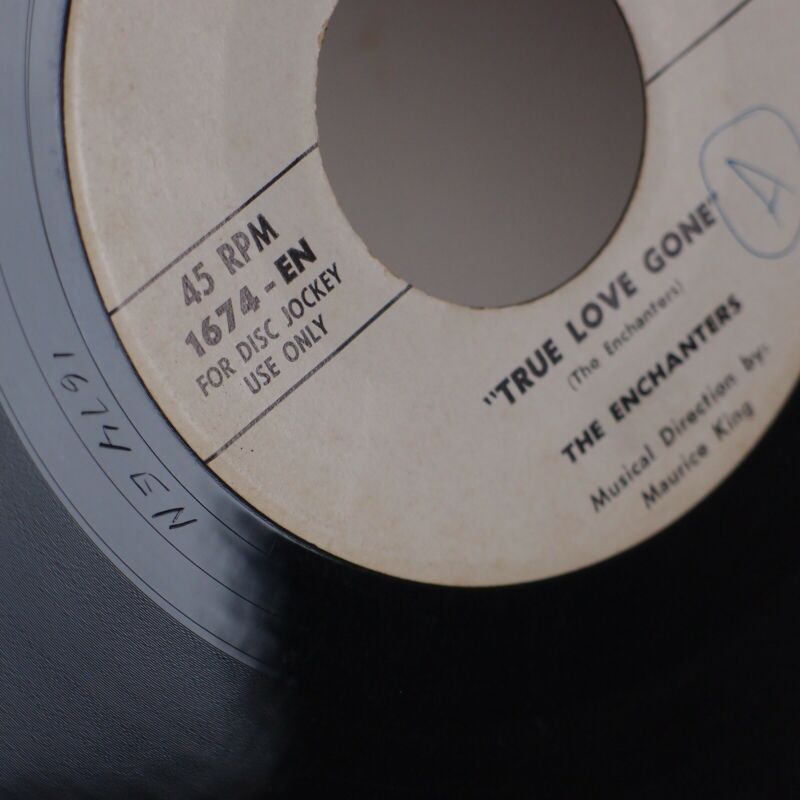 45 RPM
1674-EN
FOR DISC JOCKEY
USE ONLY
"TRUE LOVE GONE"
(The Enchanters)
THE ENCHANTERS
Musical Direction by:
Maurice King
A
1674 EN